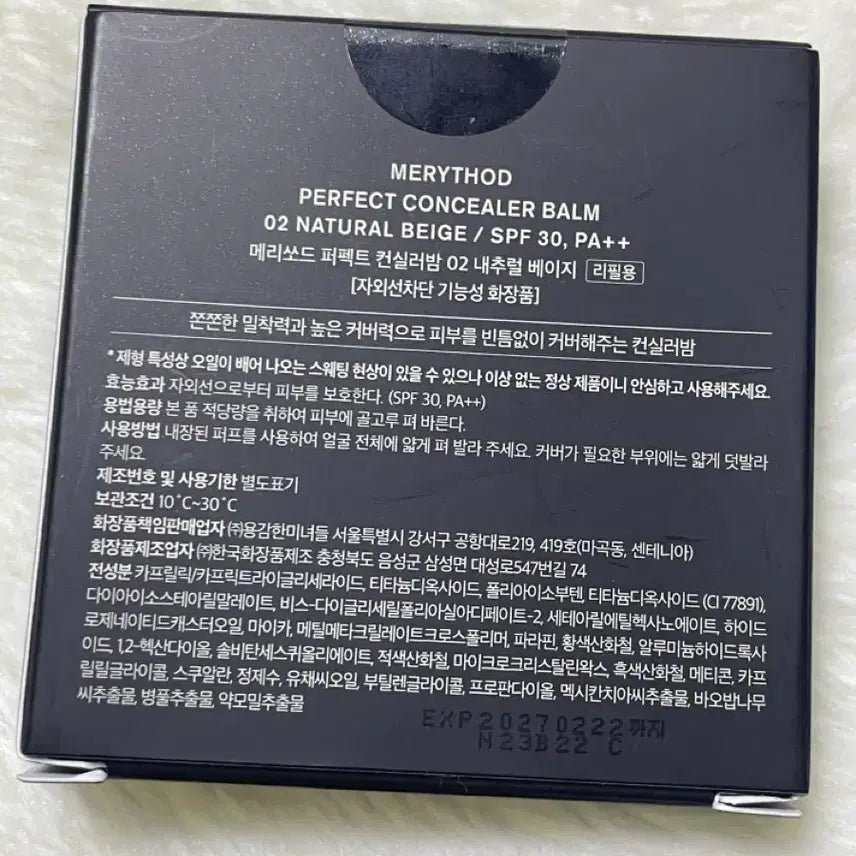 MERYTHOD
PERFECT CONCEALER BALM
02 NATURAL BEIGE / SPF 30, PA++
메리쏘드 퍼펙트 컨실러밤 02 내추럴 베이지 리필용
[자외선차단 기능성 화장품]
쫀쫀한 밀착력과 높은 커버력으로 피부를 빈틈없이 커버해주는 컨실러밤
* 제형 특성상 오일이 배어 나오는 스웨팅 현상이 있을 수 있으나 이상 없는 정상 제품이니 안심하고 사용해주세요.
효능효과 자외선으로부터 피부를 보호한다. (SPF 30, PA++)
용법용량 본 품 적당량을 취하여 피부에 골고루 펴 바른다.
사용방법 내장된 퍼프를 사용하여 얼굴 전체에 얇게 펴 발라 주세요. 커버가 필요한 부위에는 얇게 덧발라
주세요.
제조번호 및 사용기한 별도표기
보관조건 10˚C~30˚C
화장품책임판매업자 ㈜용감한미녀들 서울특별시 강서구 공항대로219, 419호(마곡동, 센테니아)
화장품제조업자 ㈜한국화장품제조 충청북도 음성군 삼성면 대성로547번길 74
전성분 카프릴릭/카프릭트라이글리세라이드, 티타늄디옥사이드, 폴리아이소부텐, 티타늄디옥사이드 (CI 77891),
다이아이소스테아릴말레이트, 비스-다이글리세릴폴리아실아디페이트-2, 세테아릴에틸헥사노에이트, 하이드
로제네이티드캐스터오일, 마이카, 메틸메타크릴레이트크로스폴리머, 파라핀, 황색산화철, 알루미늄하이드록사
이드, 1,2-헥산다이올, 솔비탄세스퀴올리에이트, 적색산화철, 마이크로크리스탈린왁스, 흑색산화철, 메티콘, 카프
릴릴글라이콜, 스쿠알란, 정제수, 유채씨오일, 부틸렌글라이콜, 프로판다이올, 멕시칸치아씨추출물, 바오밥나무
씨추출물, 병풀추출물, 약모밀추출물
EXP20270222까지
N23B22 C